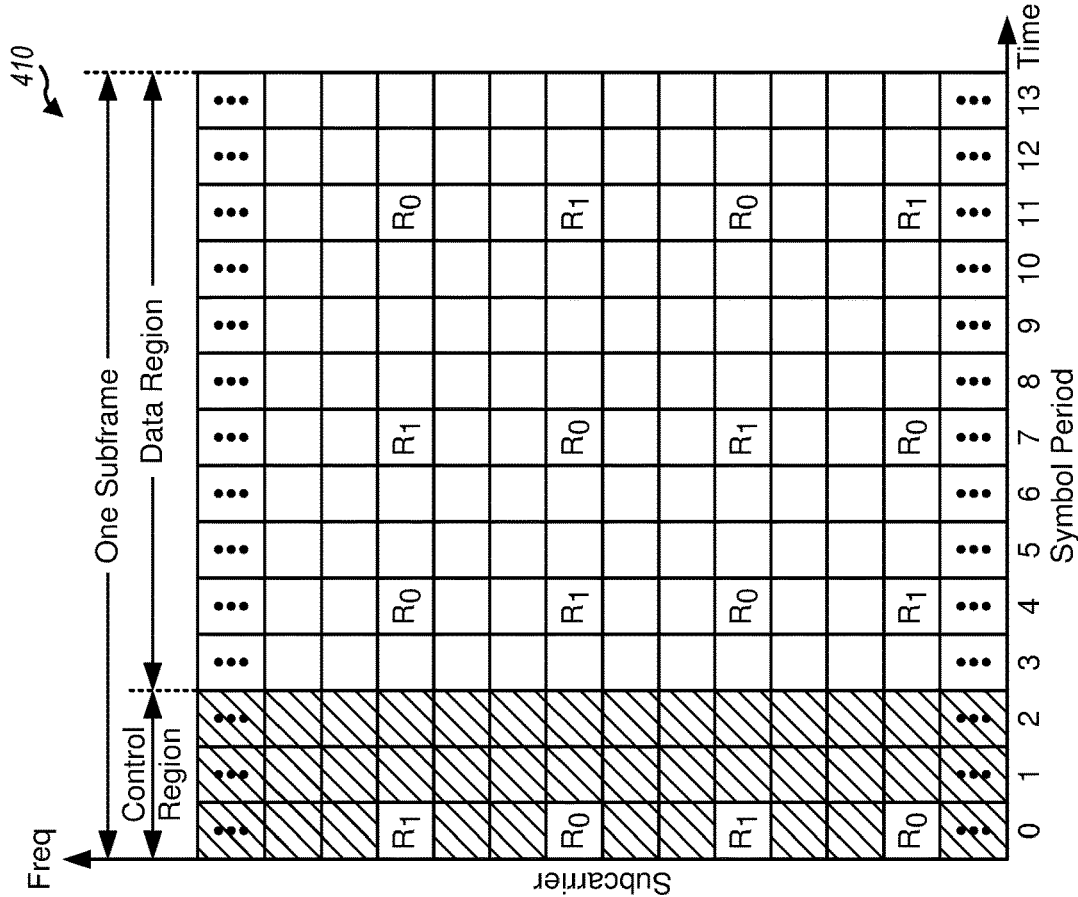 410
One Subframe
Control
Region
Data Region
Freq
Subcarrier
••• ••• ••• ••• ••• ••• ••• ••• ••• ••• ••• ••• ••• •••
R1 R0 R1 R0
R0 R1 R0 R1
R1 R0 R1 R0
R0 R1 R0 R1
••• ••• ••• ••• ••• ••• ••• ••• ••• ••• ••• ••• ••• •••
0 1 2 3 4 5 6 7 8 9 10 11 12 13 Time
Symbol Period